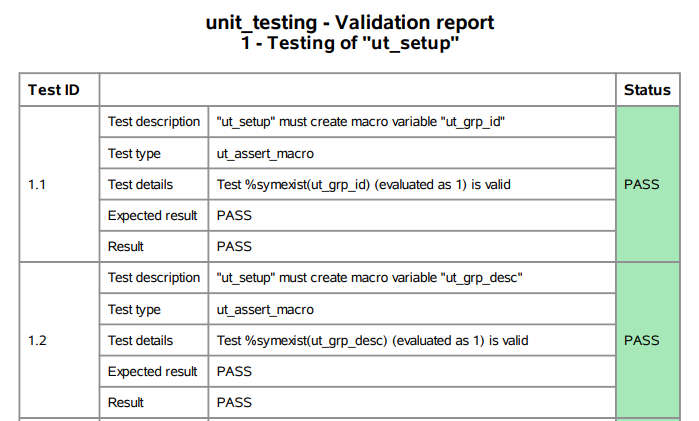 unit_testing - Validation report
1 - Testing of "ut_setup"
Test ID Status
Test description "ut_setup" must create macro variable "ut_grp_id"
Test type ut_assert_macro
1.1 Test details Test %symexist(ut_grp_id) (evaluated as 1) is valid PASS
Expected result PASS
Result PASS
Test description "ut_setup" must create macro variable "ut_grp_desc"
Test type ut_assert_macro
1.2 Test details Test %symexist(ut_grp_desc) (evaluated as 1) is valid PASS
Expected result PASS
Result PASS